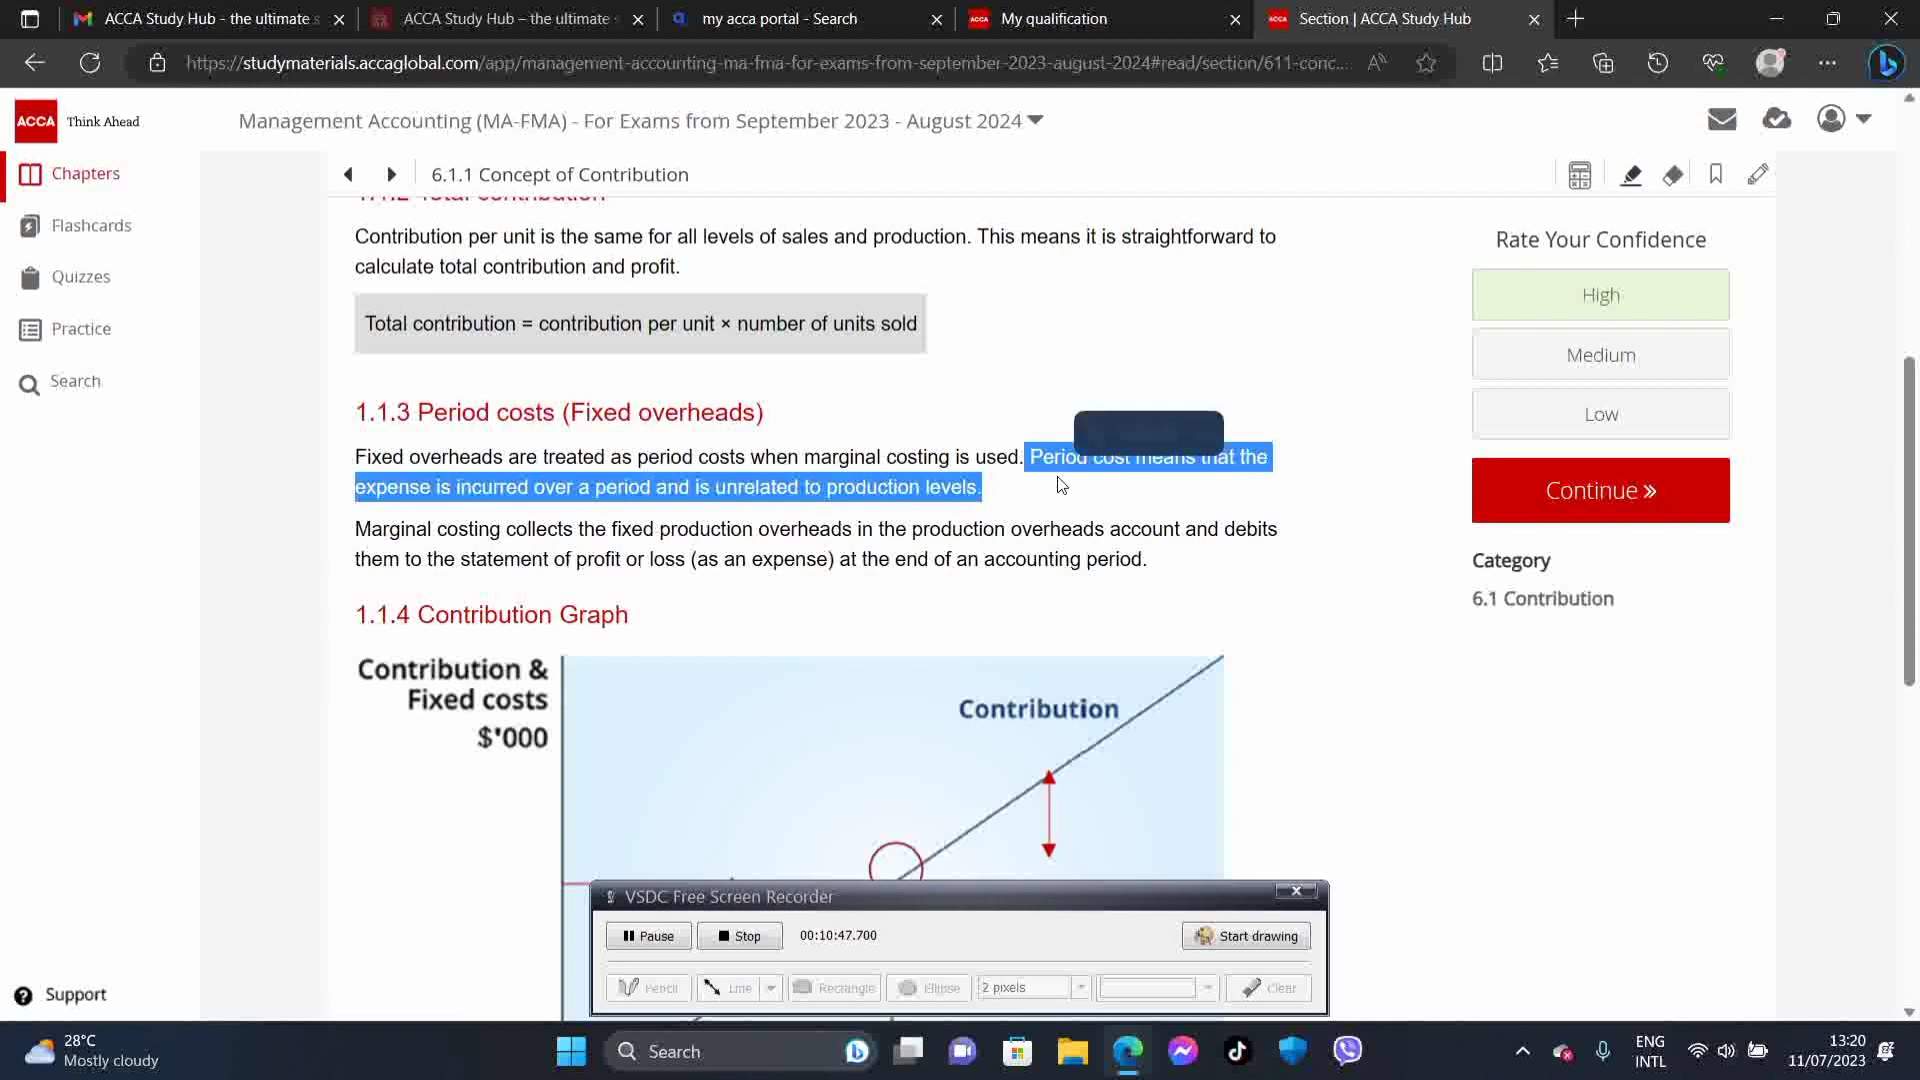 ACCA Study Hub - the ultimate s
ACCA Study Hub – the ultimate
my acca portal - Search
My qualification
Section | ACCA Study Hub
https://studymaterials.accaglobal.com/app/management-accounting-ma-fma-for-exams-from-september-2023-august-2024#read/section/611-conc...
ACCA Think Ahead
Management Accounting (MA-FMA) - For Exams from September 2023 - August 2024
Chapters
Flashcards
Quizzes
Practice
Search
Support
6.1.1 Concept of Contribution
Contribution per unit is the same for all levels of sales and production. This means it is straightforward to
calculate total contribution and profit.
Total contribution = contribution per unit × number of units sold
1.1.3 Period costs (Fixed overheads)
Fixed overheads are treated as period costs when marginal costing is used. Period cost means that the
expense is incurred over a period and is unrelated to production levels.
Marginal costing collects the fixed production overheads in the production overheads account and debits
them to the statement of profit or loss (as an expense) at the end of an accounting period.
1.1.4 Contribution Graph
Contribution &
Fixed costs
$'000
Contribution
Rate Your Confidence
High
Medium
Low
Continue »
Category
6.1 Contribution
VSDC Free Screen Recorder
Pause
Stop
00:10:47.700
Start drawing
Pencil
Line
Rectangle
Ellipse
2 pixels
Clear
28°C
Mostly cloudy
Search
ENG
INTL
13:20
11/07/2023